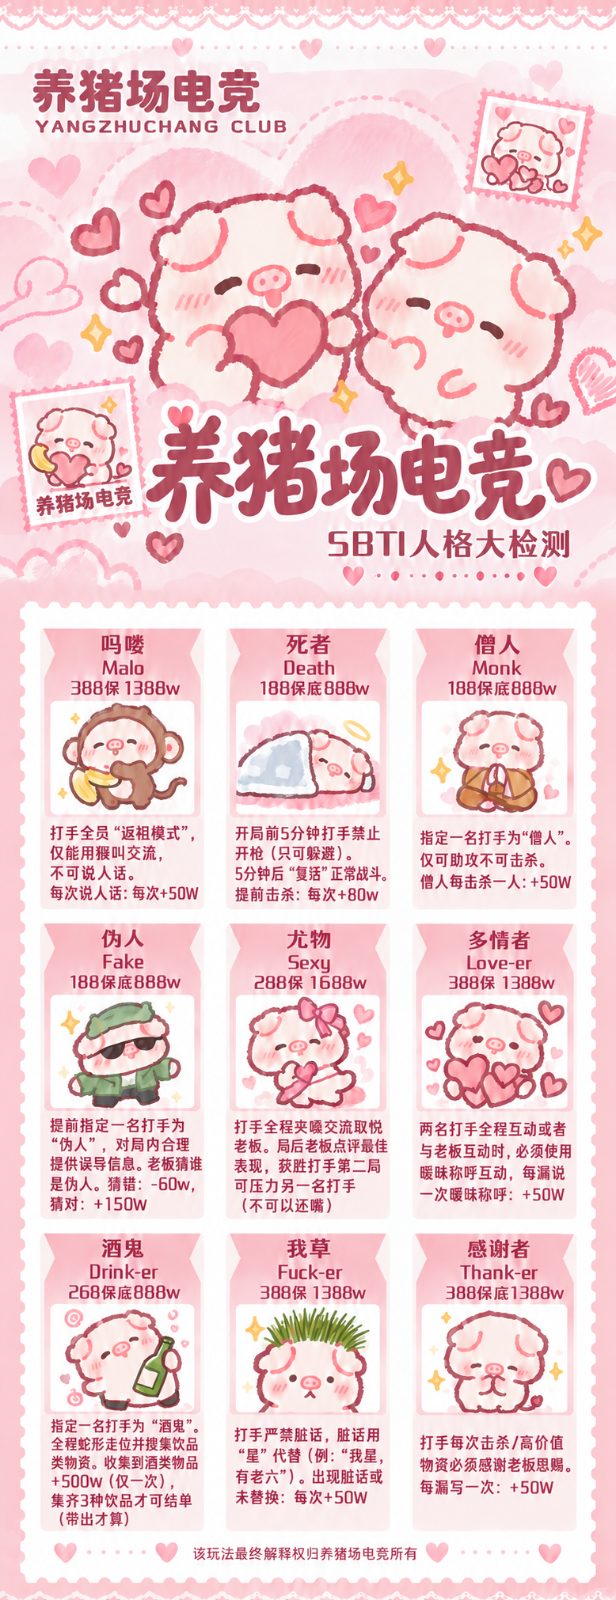 养猪场电竞
YANGZHUCHANG CLUB
养猪场电竞
养猪场电竞
SBTI人格大检测
吗喽
Malo
388保 1388w
打手全员“返祖模式”,
仅能用猴叫交流,
不可说人话。
每次说人话: 每次+50W
死者
Death
188保底888w
开局前5分钟打手禁止
开枪（只可躲避）。
5分钟后“复活”正常战斗。
提前击杀: 每次+80w
僧人
Monk
188保底888w
指定一名打手为“僧人”。
仅可助攻不可击杀。
僧人每击杀一人: +50W
伪人
Fake
188保底888w
提前指定一名打手为
“伪人”, 对局内合理
提供误导信息。老板猜谁
是伪人。猜错: -60w,
猜对: +150W
尤物
Sexy
288保 1688w
打手全程夹嗓交流取悦
老板。局后老板点评最佳
表现, 获胜打手第二局
可压力另一名打手
（不可以还嘴）
多情者
Love-er
388保 1388w
两名打手全程互动或者
与老板互动时, 必须使用
暧昧称呼互动, 每漏说
一次暧昧称呼: +50W
酒鬼
Drink-er
268保底888w
指定一名打手为“酒鬼”。
全程蛇形走位并搜集饮品
类物资。收集到酒类物品
+500w（仅一次）,
集齐3种饮品才可结单
（带出才算）
我草
Fuck-er
388保 1388w
打手严禁脏话, 脏话用
“星”代替（例: “我星,
有老六”）。出现脏话或
未替换: 每次+50W
感谢者
Thank-er
388保底1388w
打手每次击杀/高价值
物资必须感谢老板恩赐。
每漏写一次: +50W
该玩法最终解释权归养猪场电竞所有